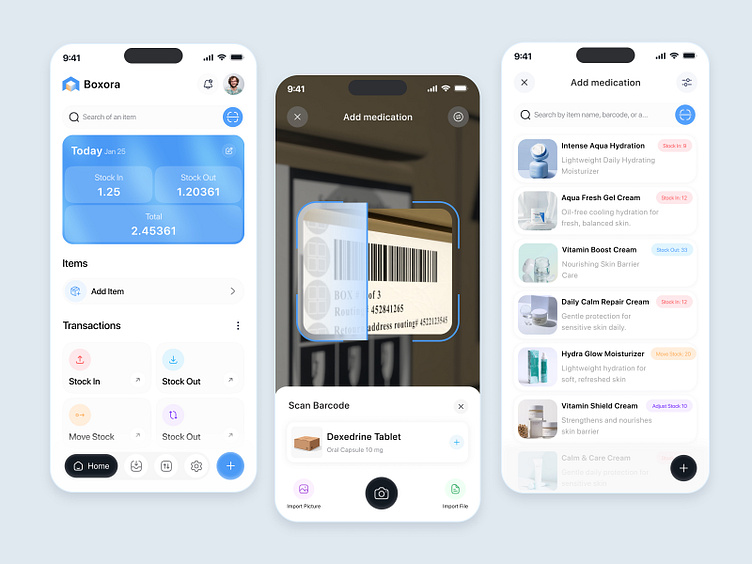 9:41
Boxora
Search of an item
Today Jan 25
Stock In
1.25
Stock Out
1.20361
Total
2.45361
Items
Add Item
Transactions
Stock In
Stock Out
Move Stock
Stock Out
Home
9:41
Add medication
BOX 4 of 3
Routing# 452841265
address routing# 4522123545
Scan Barcode
Dexedrine Tablet
Oral Capsule 10 mg
Import Picture
Import File
9:41
Add medication
Search by item name, barcode, or a...
Intense Aqua Hydration
Stock In: 9
Lightweight Daily Hydrating
Moisturizer
Aqua Fresh Gel Cream
Stock In: 12
Oil-free cooling hydration for
fresh, balanced skin.
Vitamin Boost Cream
Stock Out: 33
Nourishing Skin Barrier
Care
Daily Calm Repair Cream
Stock In: 12
Gentle protection for
sensitive skin daily.
Hydra Glow Moisturizer
Move Stock: 20
Lightweight hydration for
soft, refreshed skin
Vitamin Shield Cream
Adjust Stock 10
Strengthens and nourishes
skin barrier
Calm & Care Cream
Gentle daily protection for
sensitive skin